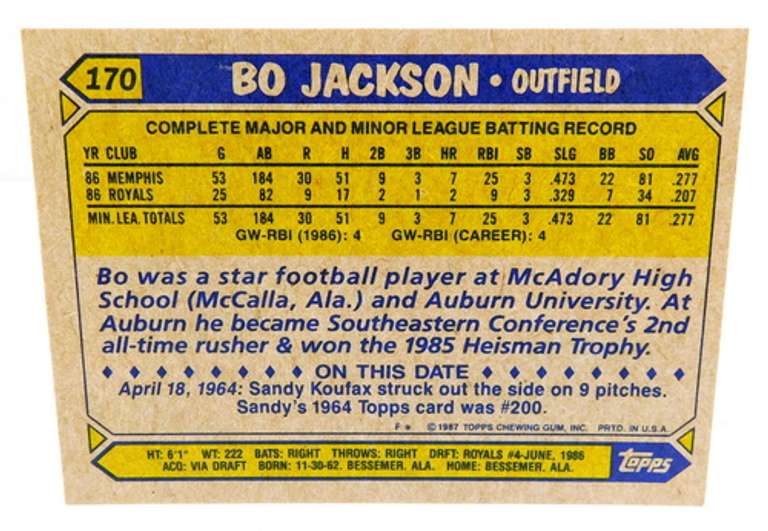 170 BO JACKSON • OUTFIELD
COMPLETE MAJOR AND MINOR LEAGUE BATTING RECORD
YR CLUB G AB R H 2B 3B HR RBI SB SLG BB SO AVG
86 MEMPHIS 53 184 30 51 9 3 7 25 3 .473 22 81 .277
86 ROYALS 25 82 9 17 2 1 2 9 3 .329 7 34 .207
MIN. LEA. TOTALS 53 184 30 51 9 3 7 25 3 .473 22 81 .277
GW-RBI (1986): 4 GW-RBI (CAREER): 4
Bo was a star football player at McAdory High
School (McCalla, Ala.) and Auburn University. At
Auburn he became Southeastern Conference's 2nd
all-time rusher & won the 1985 Heisman Trophy.
ON THIS DATE
April 18, 1964: Sandy Koufax struck out the side on 9 pitches.
Sandy's 1964 Topps card was #200.
F * © 1987 TOPPS CHEWING GUM, INC. PRTD. IN U.S.A.
HT: 6'1" WT: 222 BATS: RIGHT THROWS: RIGHT DRFT: ROYALS #4-JUNE, 1986
ACQ: VIA DRAFT BORN: 11-30-62, BESSEMER, ALA. HOME: BESSEMER, ALA.
topps